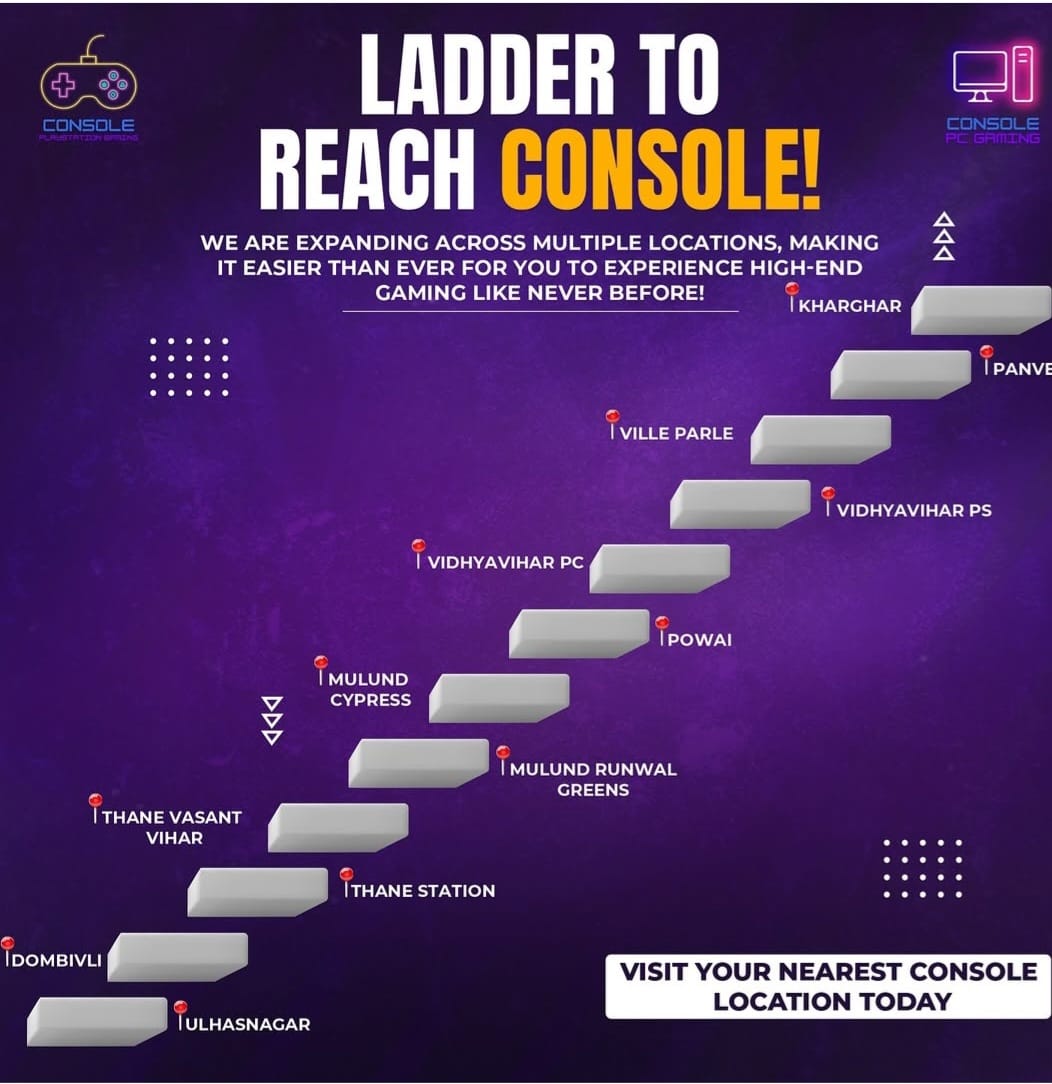 LADDER TO
REACH CONSOLE!
CONSOLE
PLAYSTATION GAMING
CONSOLE
PC GAMING
WE ARE EXPANDING ACROSS MULTIPLE LOCATIONS, MAKING
IT EASIER THAN EVER FOR YOU TO EXPERIENCE HIGH-END
GAMING LIKE NEVER BEFORE!
KHARGHAR
PANVE
VILLE PARLE
VIDHYAVIHAR PS
VIDHYAVIHAR PC
POWAI
MULUND
CYPRESS
MULUND RUNWAL
GREENS
THANE VASANT
VIHAR
THANE STATION
DOMBIVLI
ULHASNAGAR
VISIT YOUR NEAREST CONSOLE
LOCATION TODAY